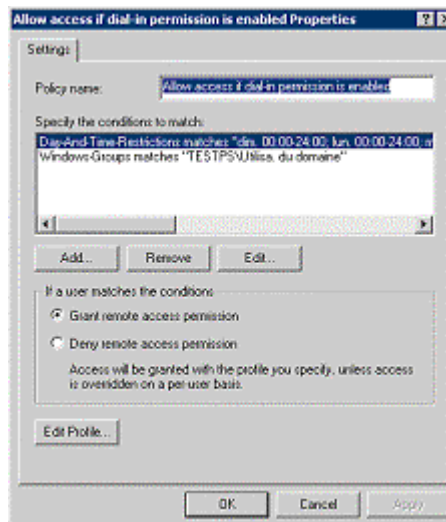 Allow access if dial-in permission is enabled Properties
Settings
Policy name:
Allow access if dial-in permission is enabled
Specify the conditions to match:
Day-And-Time-Restrictions matches "dim. 00:00-24:00; lun. 00:00-24:00; m
Windows-Groups matches "TESTPS\Utilisa. du domaine"
Add...
Remove
Edit...
If a user matches the conditions
Grant remote access permission
Deny remote access permission
Access will be granted with the profile you specify, unless access
is overridden on a per-user basis.
Edit Profile...
OK
Cancel
Apply